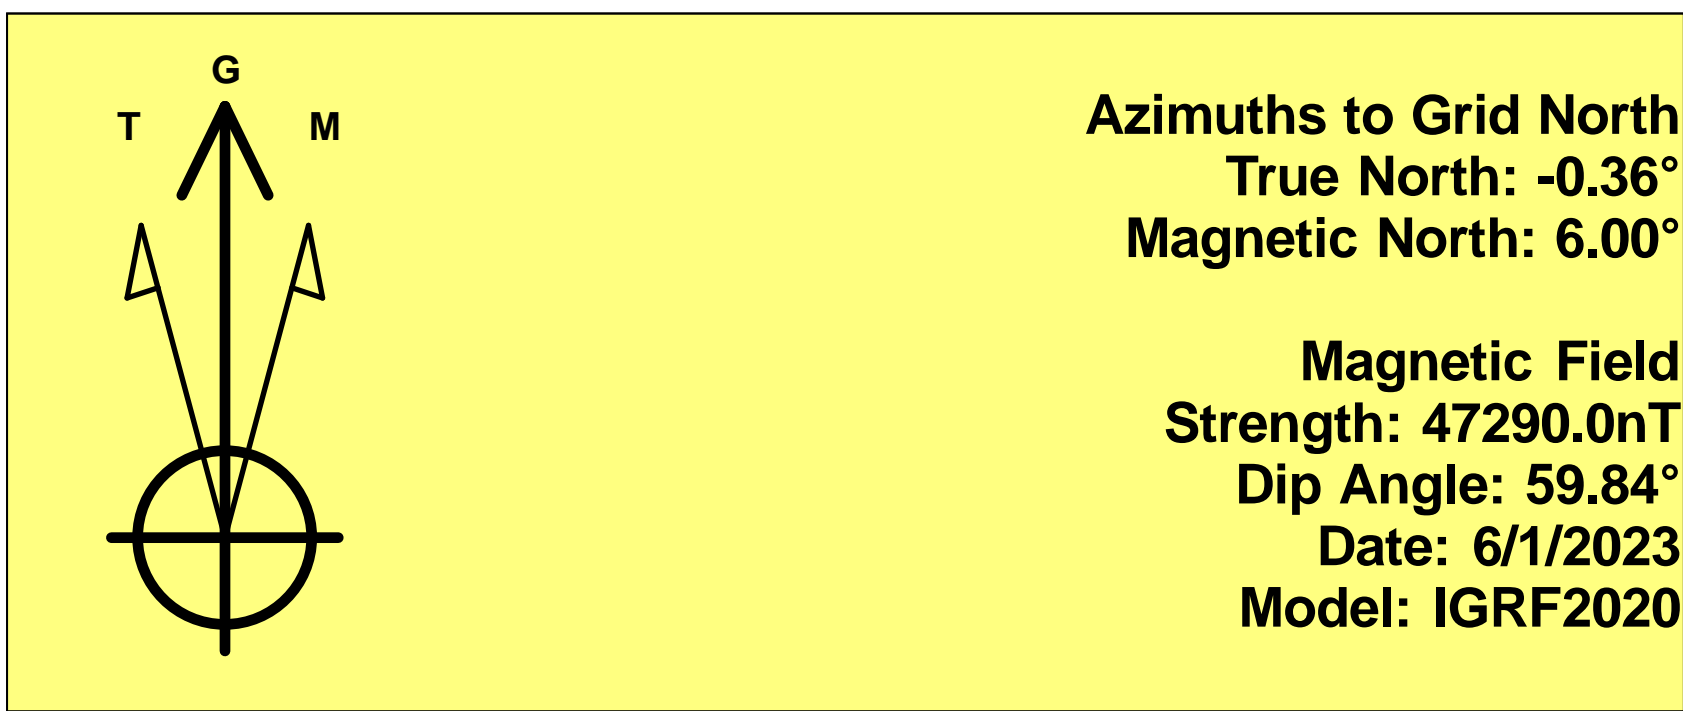 G
T M
Azimuths to Grid North
True North: -0.36°
Magnetic North: 6.00°
Magnetic Field
Strength: 47290.0nT
Dip Angle: 59.84°
Date: 6/1/2023
Model: IGRF2020